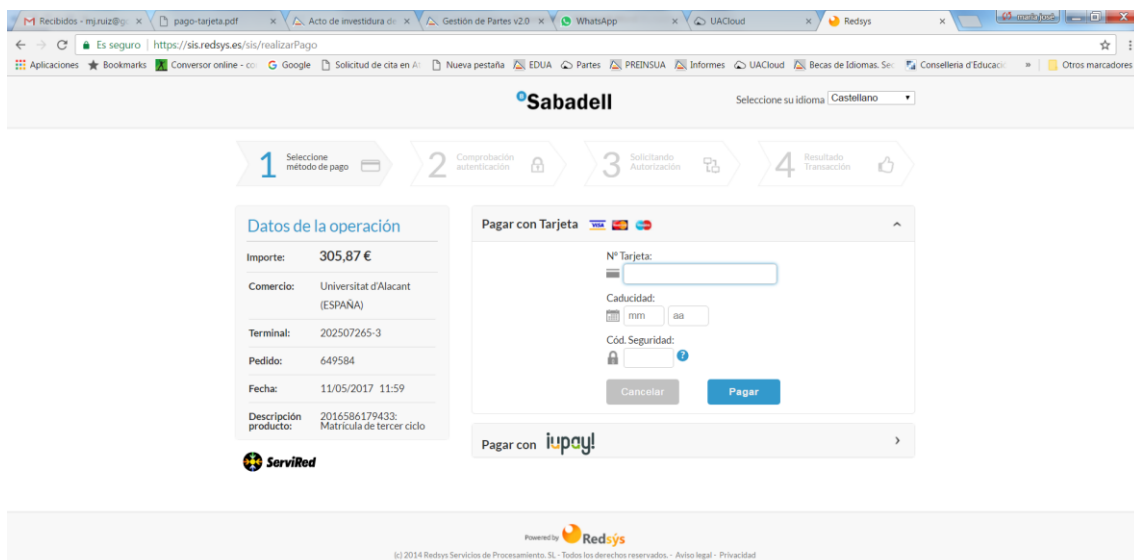 Recibidos - mj.ruiz@g
pago-tarjeta.pdf
Acto de investidura de
Gestión de Partes v2.0
WhatsApp
UACloud
Redsys
Es seguro
https://sis.redsys.es/sis/realizarPago
Aplicaciones
Bookmarks
Conversor online - co
Google
Solicitud de cita en A
Nueva pestaña
EDUA
Partes
PREINSUA
Informes
UACloud
Becas de Idiomas. Sec
Conselleria d'Educació
»
Otros marcadores
Sabadell
Seleccione su idioma Castellano
1 Seleccione
método de pago
2 Comprobación
autenticación
3 Solicitando
Autorización
4 Resultado
Transacción
Datos de la operación
Importe: 305,87 €
Comercio: Universitat d'Alacant
(ESPAÑA)
Terminal: 202507265-3
Pedido: 649584
Fecha: 11/05/2017 11:59
Descripción
producto: 2016586179433:
Matrícula de tercer ciclo
ServiRed
Pagar con Tarjeta VISA
Nº Tarjeta:
Caducidad:
mm aa
Cód. Seguridad:
?
Cancelar Pagar
Pagar con iupay!
Powered by Redsýs
(c) 2014 Redsys Servicios de Procesamiento. SL - Todos los derechos reservados. - Aviso legal - Privacidad